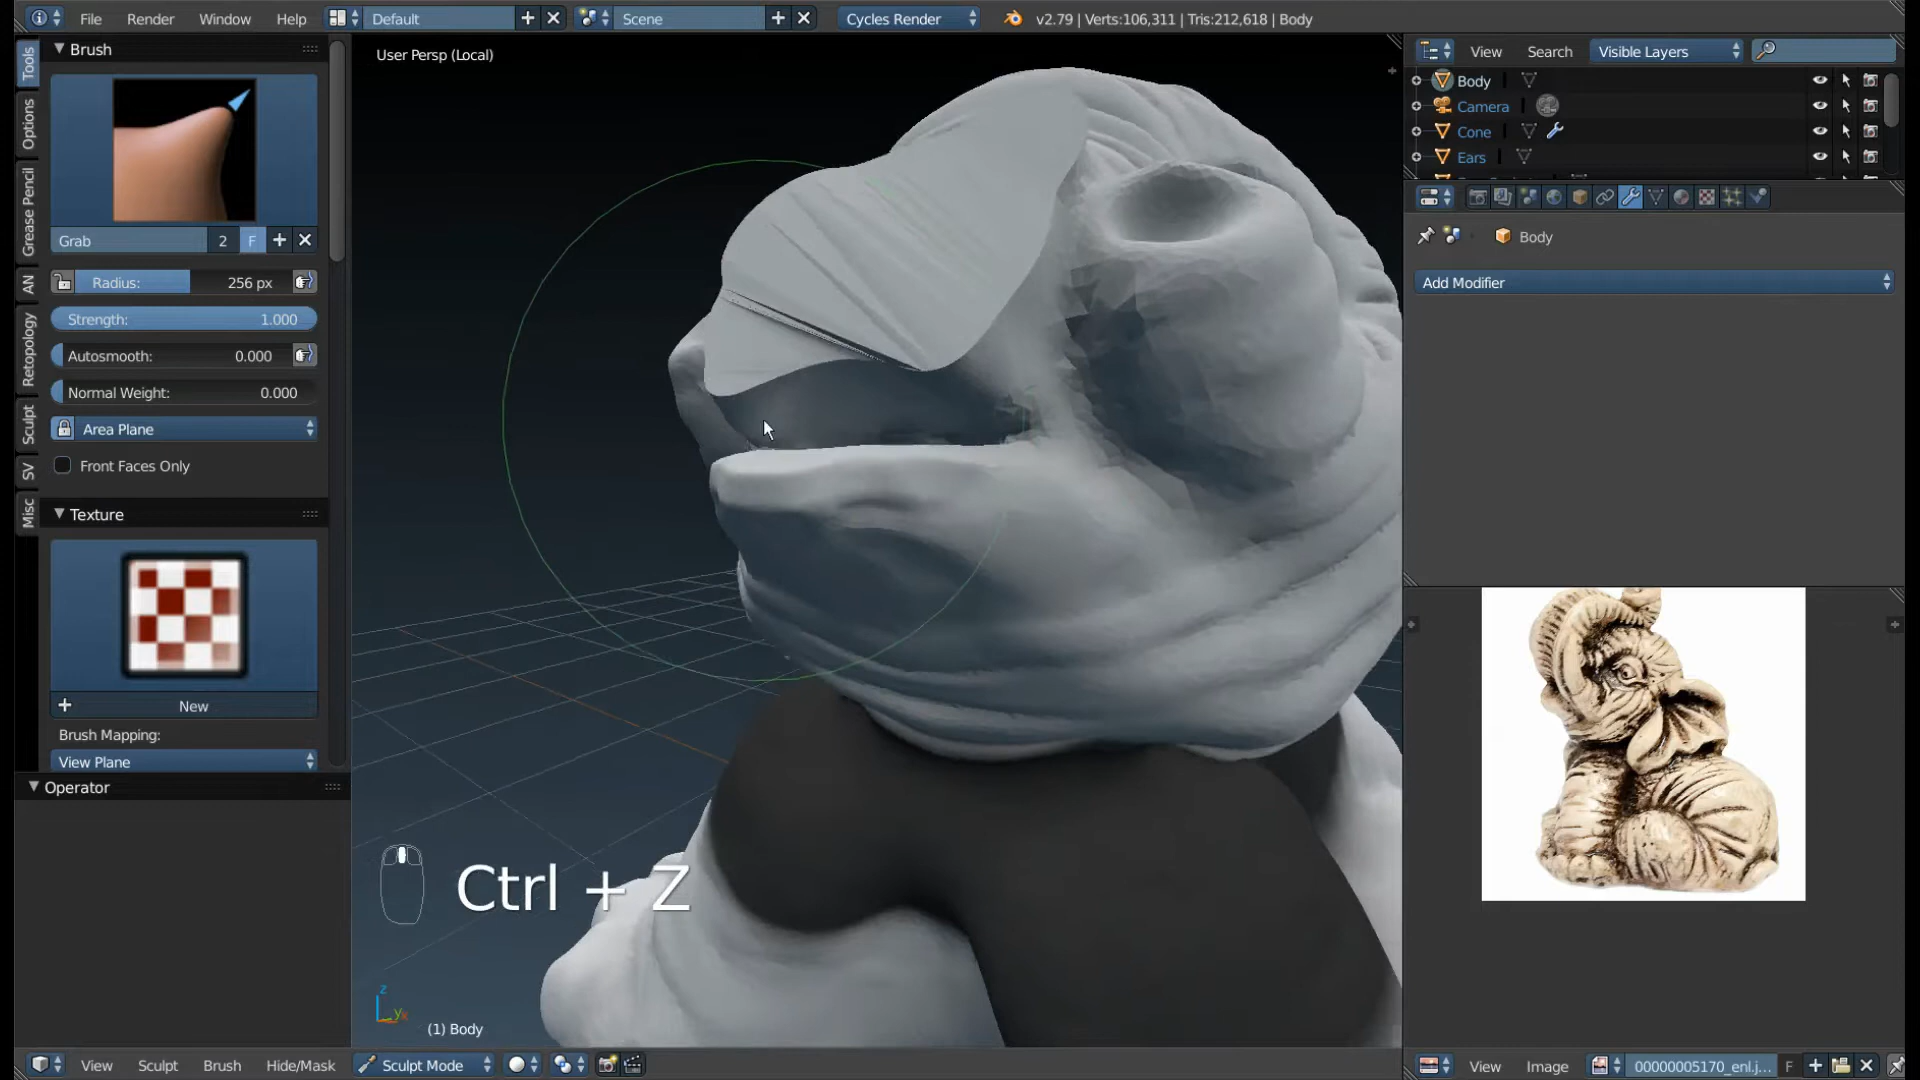 File Render Window Help Default Scene Cycles Render v2.79 | Verts:106,311 | Tris:212,618 | Body
Brush
User Persp (Local)
View Search Visible Layers
Body
Camera
Cone
Ears
Tools
Options
Grease Pencil
AN
Retopology
Sculpt
SV
Misc
Grab 2 F
Radius: 256 px
Strength: 1.000
Autosmooth: 0.000
Normal Weight: 0.000
Area Plane
Front Faces Only
Texture
New
Brush Mapping:
View Plane
Operator
Body
Add Modifier
Ctrl + Z
z
y
(1) Body
View Sculpt Brush Hide/Mask Sculpt Mode
View Image 00000005170_enl.j... F